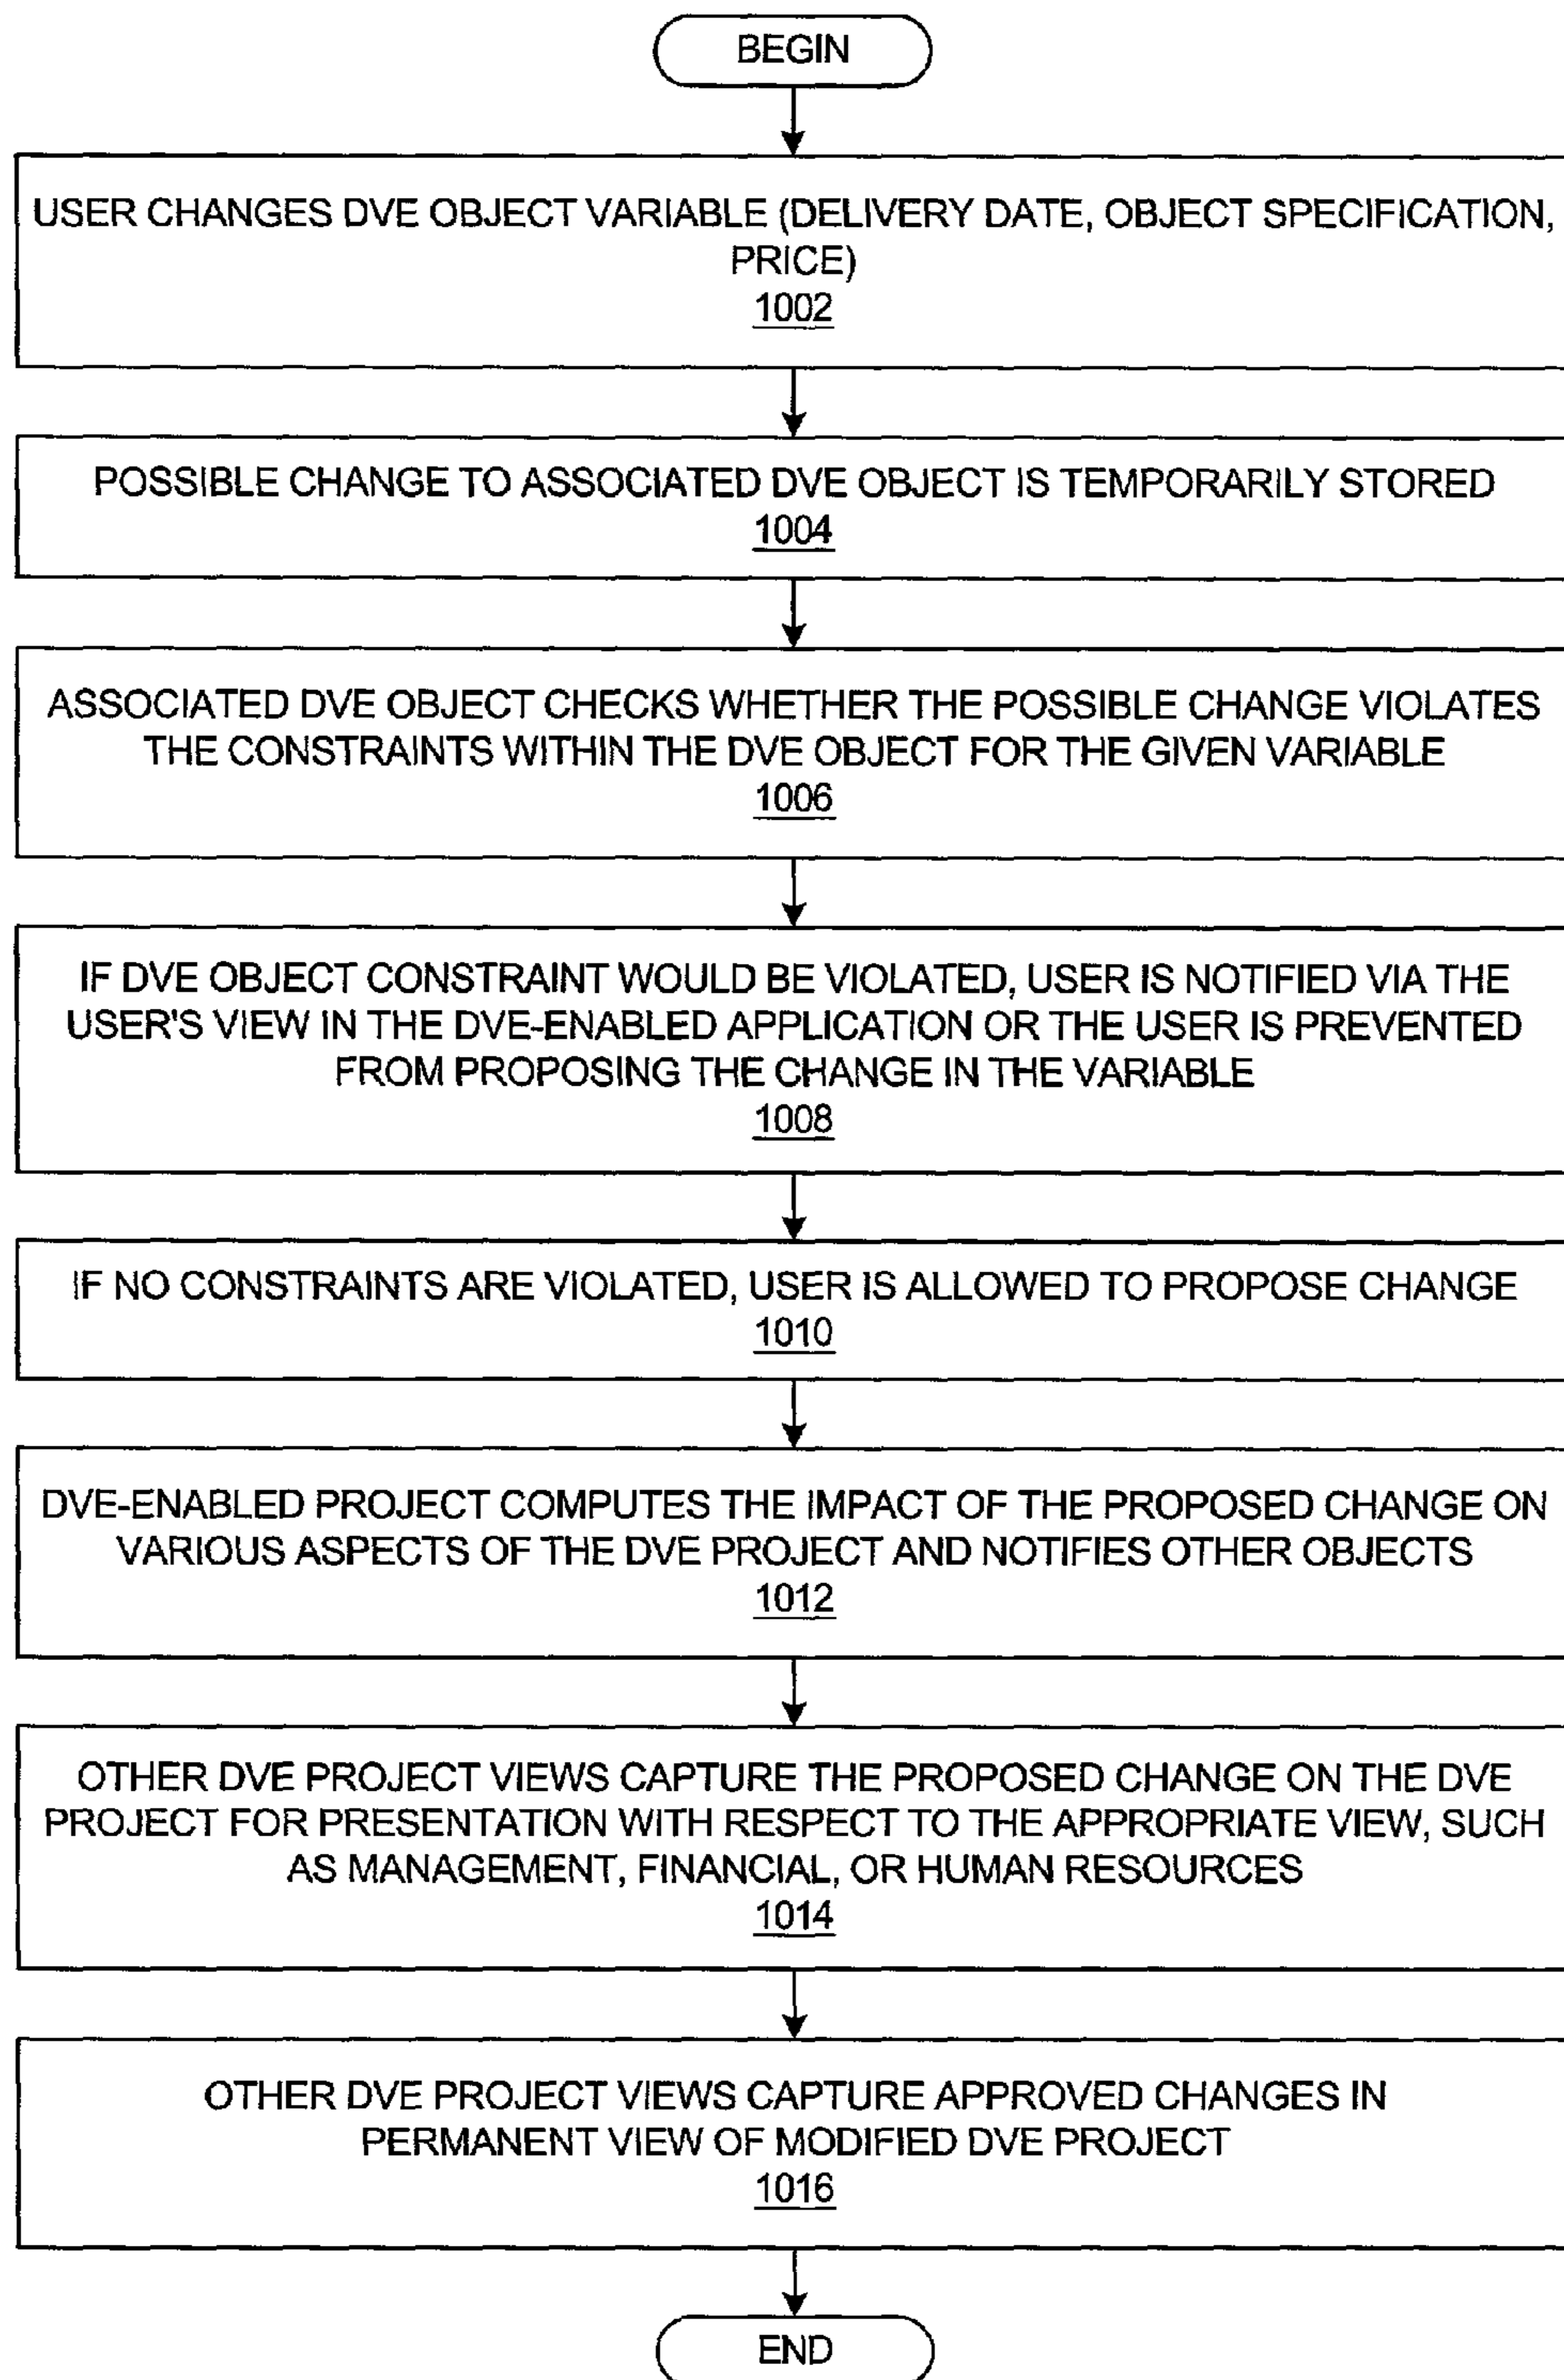 BEGIN
USER CHANGES DVE OBJECT VARIABLE (DELIVERY DATE, OBJECT SPECIFICATION,
PRICE)
1002
POSSIBLE CHANGE TO ASSOCIATED DVE OBJECT IS TEMPORARILY STORED
1004
ASSOCIATED DVE OBJECT CHECKS WHETHER THE POSSIBLE CHANGE VIOLATES
THE CONSTRAINTS WITHIN THE DVE OBJECT FOR THE GIVEN VARIABLE
1006
IF DVE OBJECT CONSTRAINT WOULD BE VIOLATED, USER IS NOTIFIED VIA THE
USER'S VIEW IN THE DVE-ENABLED APPLICATION OR THE USER IS PREVENTED
FROM PROPOSING THE CHANGE IN THE VARIABLE
1008
IF NO CONSTRAINTS ARE VIOLATED, USER IS ALLOWED TO PROPOSE CHANGE
1010
DVE-ENABLED PROJECT COMPUTES THE IMPACT OF THE PROPOSED CHANGE ON
VARIOUS ASPECTS OF THE DVE PROJECT AND NOTIFIES OTHER OBJECTS
1012
OTHER DVE PROJECT VIEWS CAPTURE THE PROPOSED CHANGE ON THE DVE
PROJECT FOR PRESENTATION WITH RESPECT TO THE APPROPRIATE VIEW, SUCH
AS MANAGEMENT, FINANCIAL, OR HUMAN RESOURCES
1014
OTHER DVE PROJECT VIEWS CAPTURE APPROVED CHANGES IN
PERMANENT VIEW OF MODIFIED DVE PROJECT
1016
END